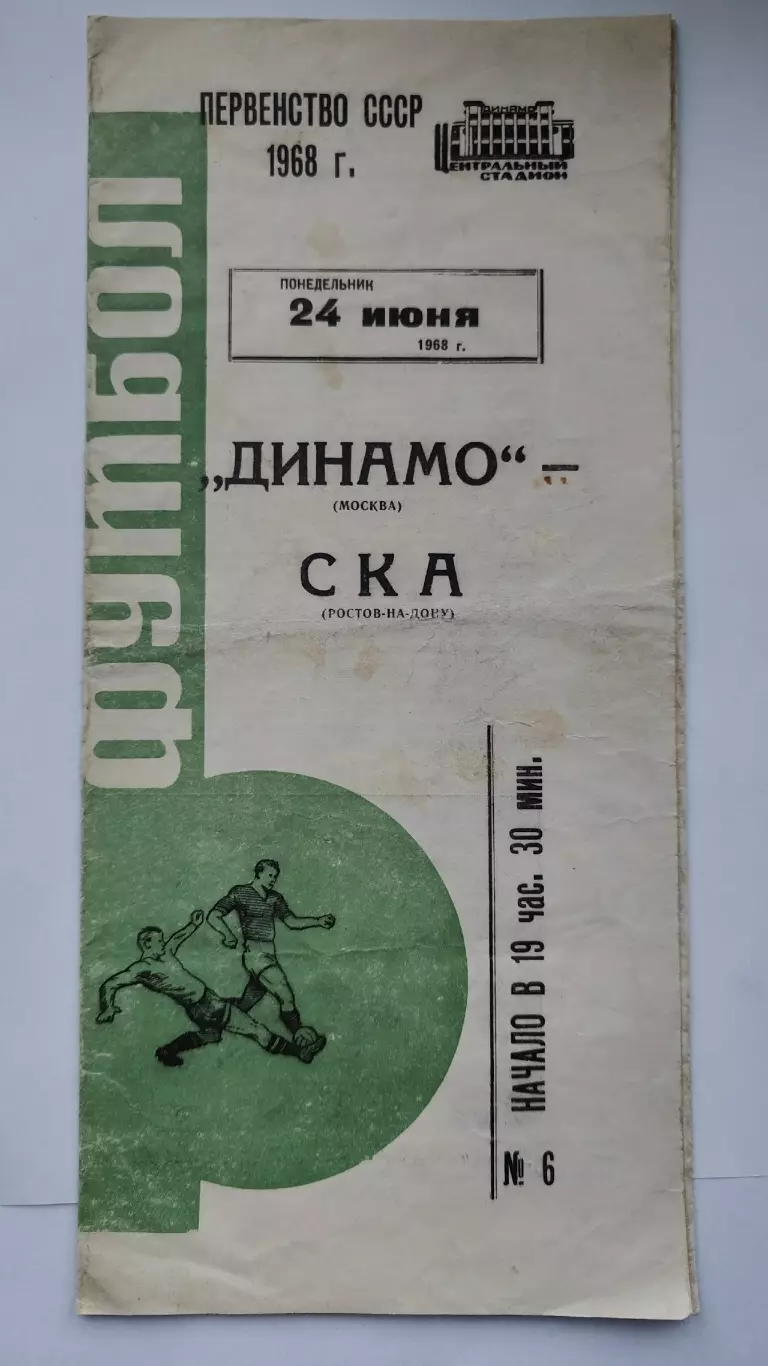 ПЕРВЕНСТВО СССР
1968 г.
ДИНАМО
ЦЕНТРАЛЬНЫЙ
СТАДИОН
ПОНЕДЕЛЬНИК
24 июня
1968 г.
„ДИНАМО“ –
(МОСКВА)
СКА
(РОСТОВ-НА-ДОНУ)
футбол
НАЧАЛО В 19 час. 30 мин.
№ 6